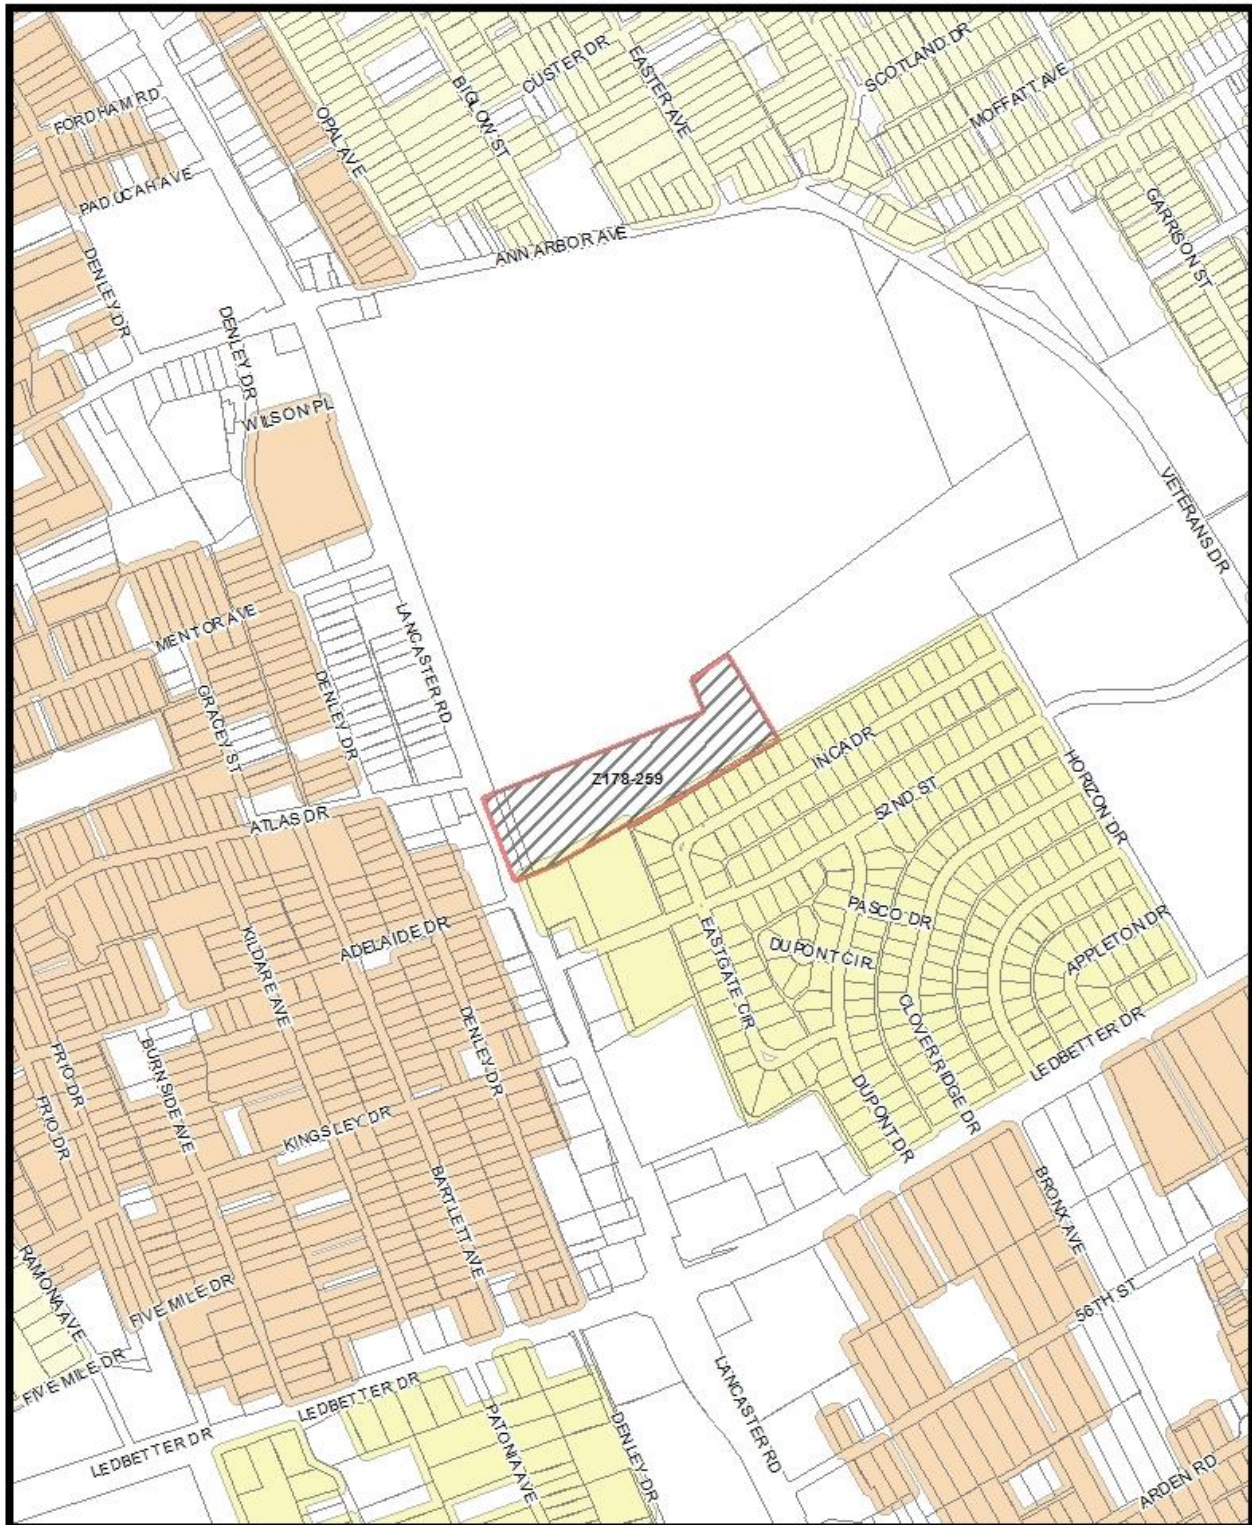 SCOTLAND DR
CUSTER DR
EASTER AVE
BIGLOW ST
MOFFATT AVE
FORDHAM RD
OPAL AVE
PADUCAH AVE
GARRISON ST
ANN ARBOR AVE
DENLEY DR
DENLEY DR
WILSON PL
VETERANS DR
MENTOR AVE
LANCASTER RD
DENLEY DR
GRACEY ST
INCA DR
Z178-259
52ND ST
HORIZON DR
ATLAS DR
PASCO DR
ADELAIDE DR
KILDARE AVE
DUPONT CIR
EASTGATE CIR
APPLETON DR
CLOVER RIDGE DR
DENLEY DR
LEDBETTER DR
FRIO DR
BURNSIDE AVE
FRIO DR
KINGSLEY DR
DUPONT DR
BARTLETT AVE
BRONX AVE
RAMONA AVE
FIVE MILE DR
56TH ST
FIVE MILE DR
LEDBETTER DR
LANCASTER RD
PATONIA AVE
DENLEY DR
LEDBETTER DR
ARDEN RD